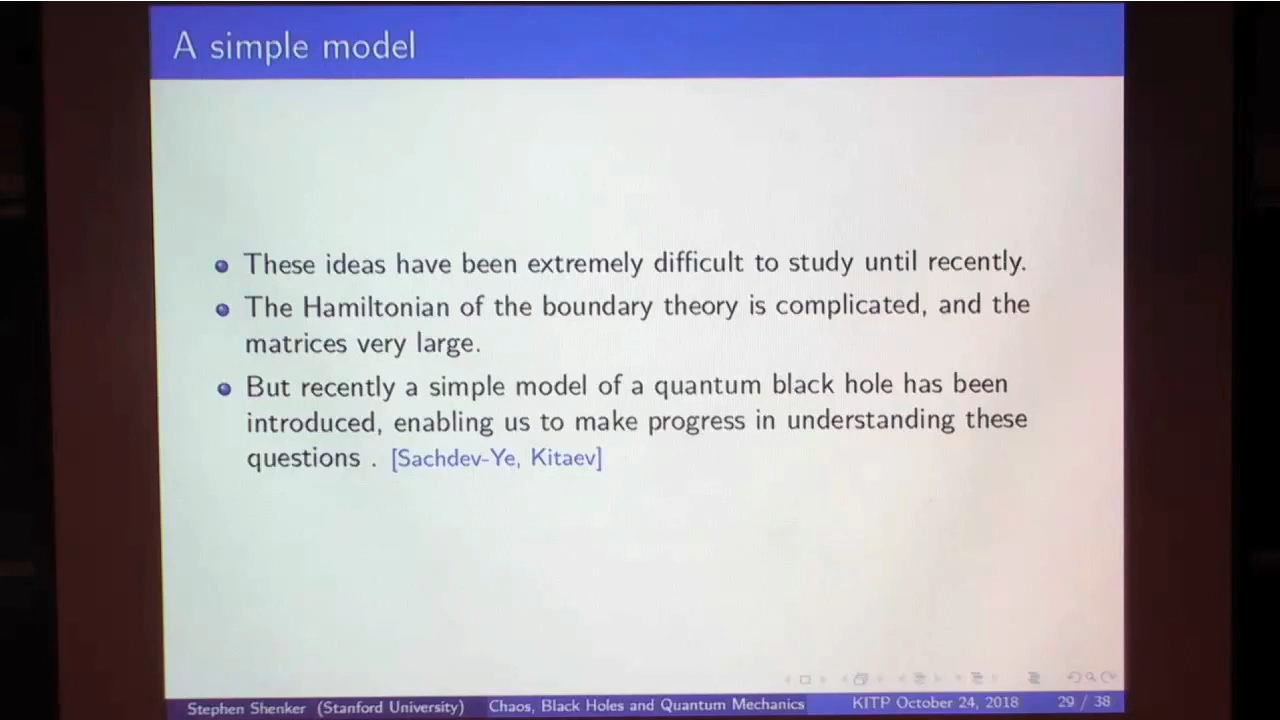 A simple model
These ideas have been extremely difficult to study until recently.
The Hamiltonian of the boundary theory is complicated, and the
matrices very large.
But recently a simple model of a quantum black hole has been
introduced, enabling us to make progress in understanding these
questions . [Sachdev-Ye, Kitaev]
Stephen Shenker (Stanford University) Chaos, Black Holes and Quantum Mechanics KITP October 24, 2018 29 / 38